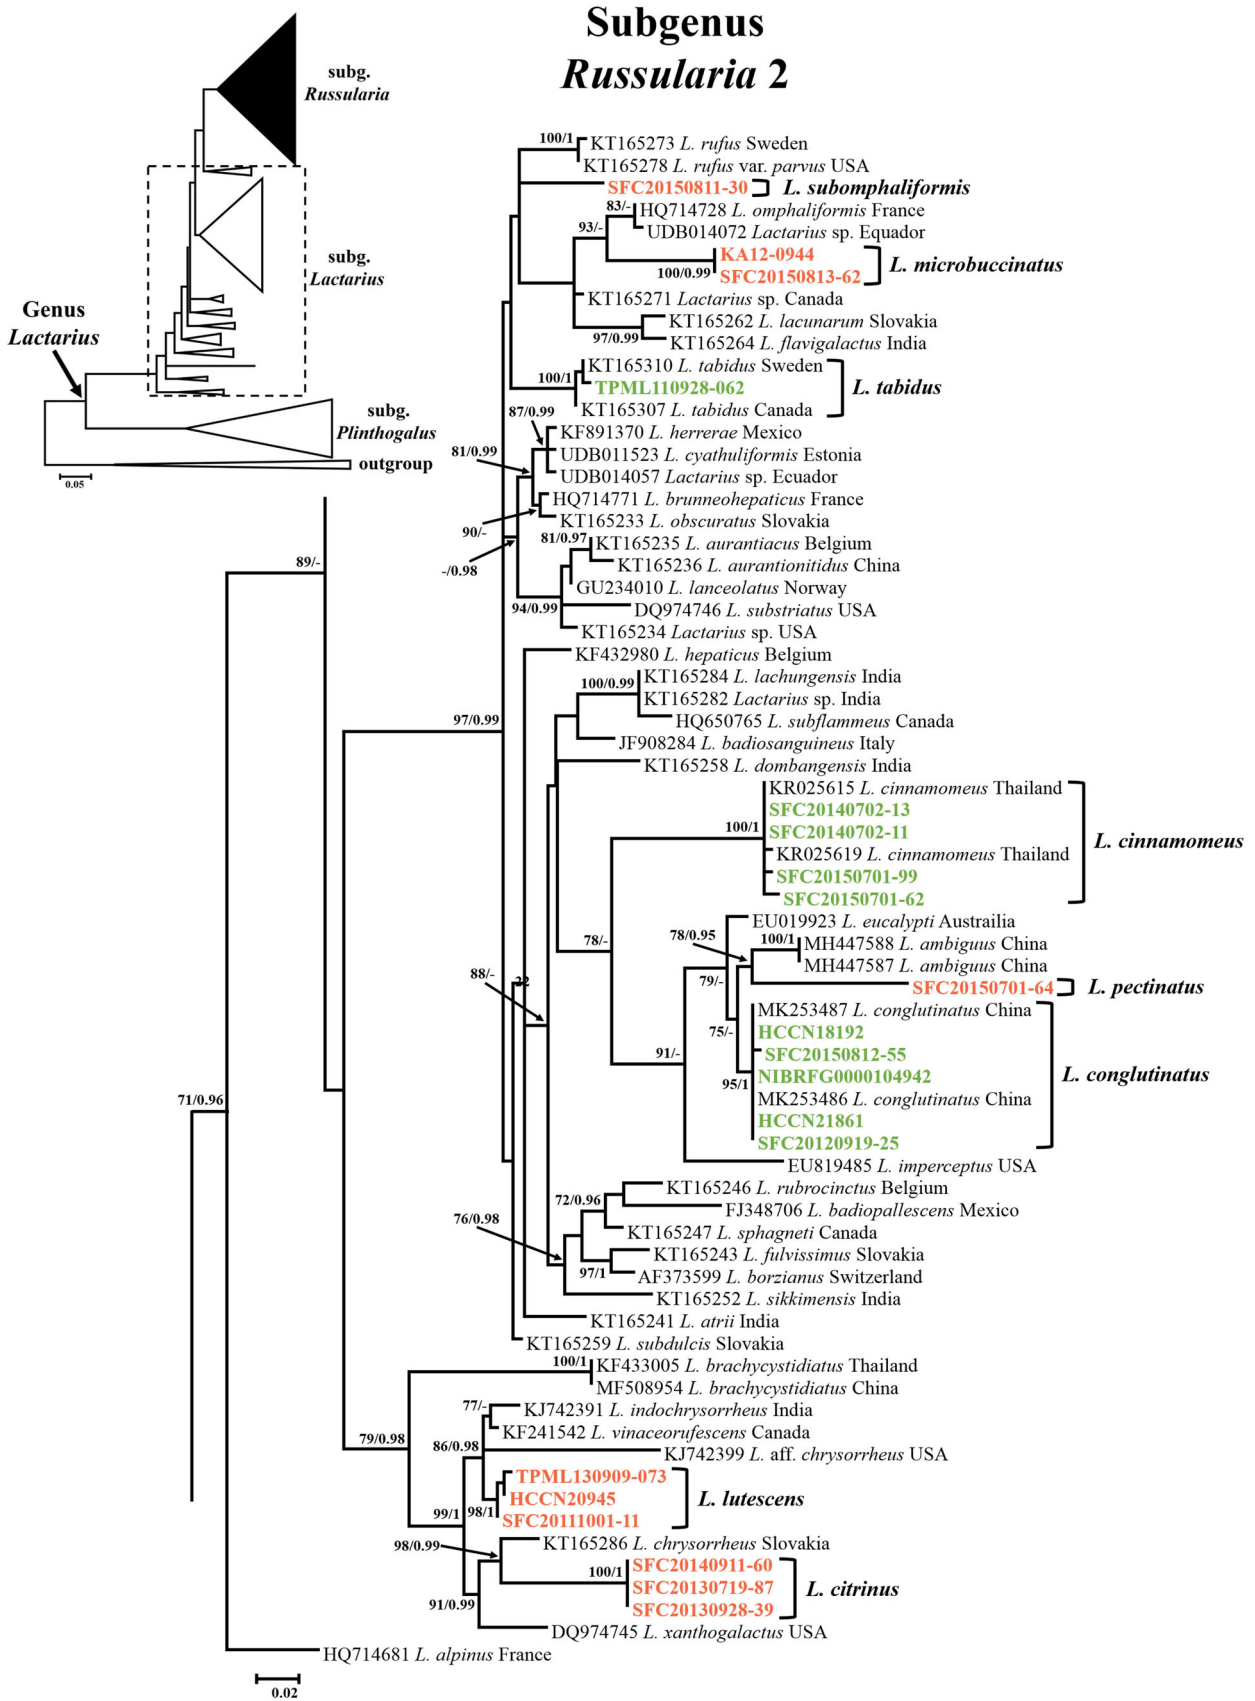 Subgenus
Russularia 2
subg.
Russularia
subg.
Lactarius
Genus
Lactarius
subg.
Plinthogalus
outgroup
0.05
100/1
KT165273 L. rufus Sweden
KT165278 L. rufus var. parvus USA
SFC20150811-30
L. subomphaliformis
83/-
HQ714728 L. omphaliformis France
93/-
UDB014072 Lactarius sp. Equador
KA12-0944
L. microbuccinatus
100/0.99
SFC20150813-62
KT165271 Lactarius sp. Canada
KT165262 L. lacunarum Slovakia
97/0.99
KT165264 L. flavigalactus India
KT165310 L. tabidus Sweden
100/1
TPML110928-062
L. tabidus
KT165307 L. tabidus Canada
87/0.99
KF891370 L. herrerae Mexico
81/0.99
UDB011523 L. cyathuliformis Estonia
UDB014057 Lactarius sp. Ecuador
HQ714771 L. brunneohepaticus France
KT165233 L. obscuratus Slovakia
90/-
81/0.97
KT165235 L. aurantiacus Belgium
-/0.98
KT165236 L. aurantionitidus China
GU234010 L. lanceolatus Norway
94/0.99
DQ974746 L. substriatus USA
KT165234 Lactarius sp. USA
KF432980 L. hepaticus Belgium
KT165284 L. lachungensis India
100/0.99
KT165282 Lactarius sp. India
HQ650765 L. subflammeus Canada
97/0.99
JF908284 L. badiosanguineus Italy
KT165258 L. dombangensis India
KR025615 L. cinnamomeus Thailand
SFC20140702-13
100/1
SFC20140702-11
L. cinnamomeus
KR025619 L. cinnamomeus Thailand
SFC20150701-99
SFC20150701-62
EU019923 L. eucalypti Austrailia
78/0.95
78/-
100/1
MH447588 L. ambiguus China
MH447587 L. ambiguus China
88/-
22
79/-
SFC20150701-64
L. pectinatus
MK253487 L. conglutinatus China
75/-
HCCN18192
91/-
SFC20150812-55
95/1
NIBRFG0000104942
L. conglutinatus
MK253486 L. conglutinatus China
71/0.96
HCCN21861
SFC20120919-25
EU819485 L. imperceptus USA
KT165246 L. rubrocinctus Belgium
72/0.96
FJ348706 L. badiopallescens Mexico
76/0.98
KT165247 L. sphagneti Canada
KT165243 L. fulvissimus Slovakia
97/1
AF373599 L. borzianus Switzerland
KT165252 L. sikkimensis India
KT165241 L. atrii India
KT165259 L. subdulcis Slovakia
89/-
100/1
KF433005 L. brachycystidiatus Thailand
MF508954 L. brachycystidiatus China
77/-
KJ742391 L. indochrysorrheus India
KF241542 L. vinaceorufescens Canada
79/0.98
86/0.98
KJ742399 L. aff. chrysorrheus USA
TPML130909-073
HCCN20945
L. lutescens
99/1
98/1
SFC20111001-11
98/0.99
KT165286 L. chrysorrheus Slovakia
SFC20140911-60
100/1
SFC20130719-87
L. citrinus
91/0.99
SFC20130928-39
DQ974745 L. xanthogalactus USA
HQ714681 L. alpinus France
0.02